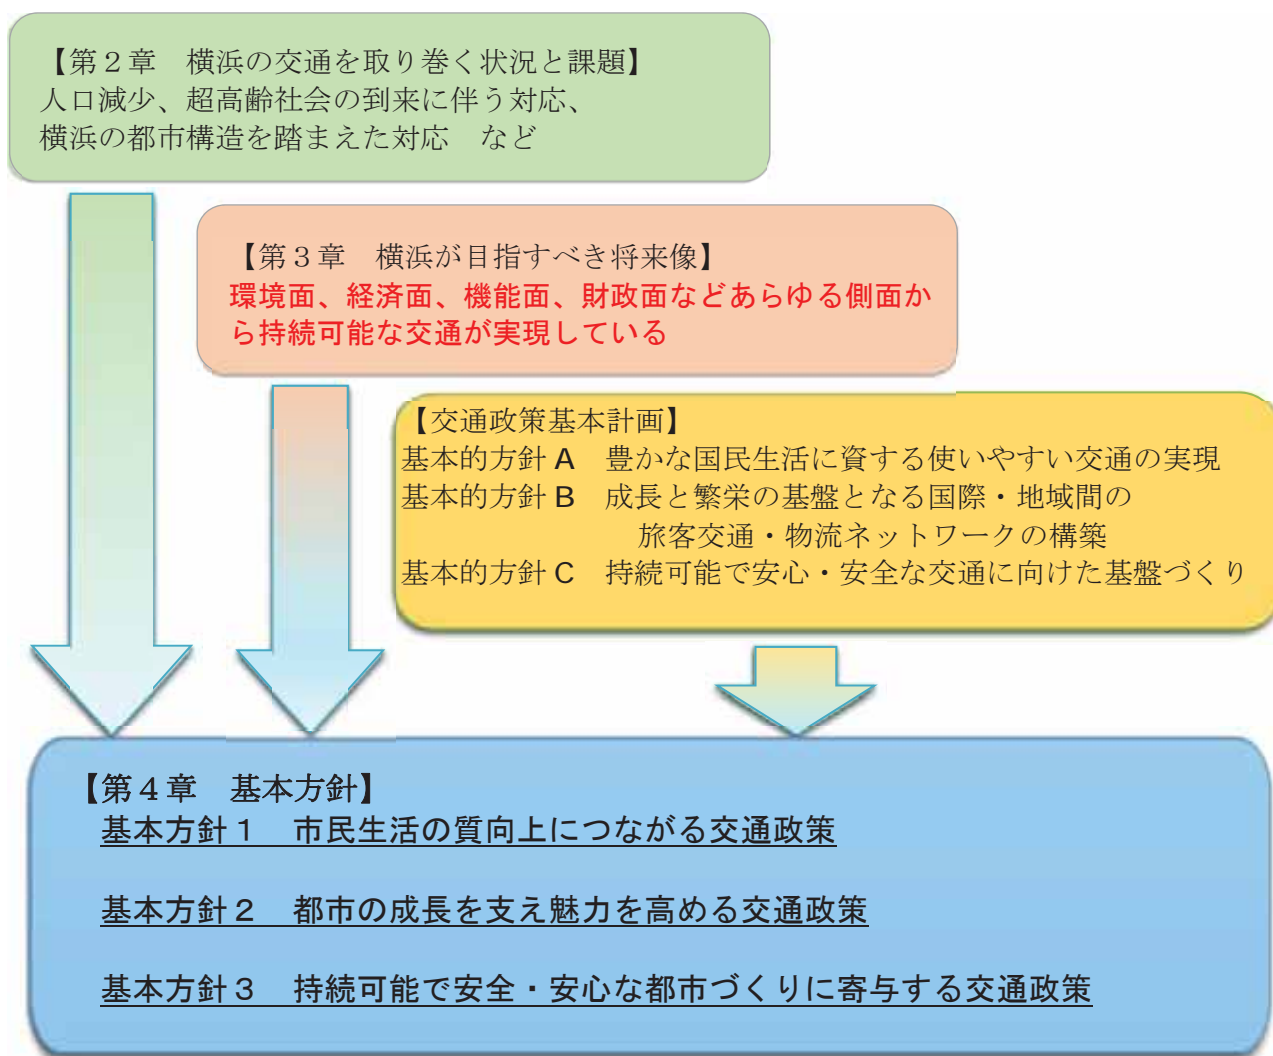 【第２章　横浜の交通を取り巻く状況と課題】
人口減少、超高齢社会の到来に伴う対応、
横浜の都市構造を踏まえた対応　など
【第３章　横浜が目指すべき将来像】
環境面、経済面、機能面、財政面などあらゆる側面か
ら持続可能な交通が実現している
【交通政策基本計画】
基本的方針 A　豊かな国民生活に資する使いやすい交通の実現
基本的方針 B　成長と繁栄の基盤となる国際・地域間の
旅客交通・物流ネットワークの構築
基本的方針 C　持続可能で安心・安全な交通に向けた基盤づくり
【第４章　基本方針】
基本方針１　市民生活の質向上につながる交通政策
基本方針２　都市の成長を支え魅力を高める交通政策
基本方針３　持続可能で安全・安心な都市づくりに寄与する交通政策